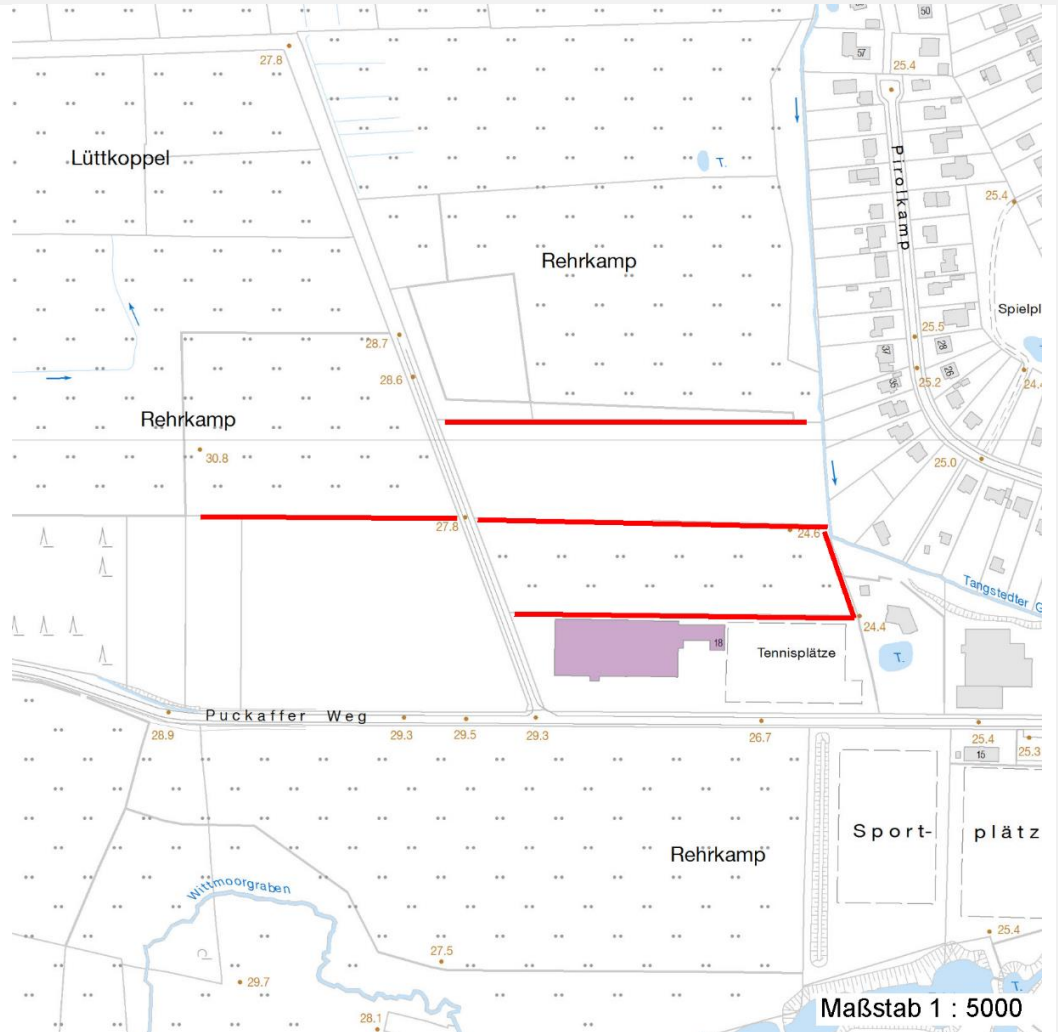 50
57
25.4
27.8
Lüttkoppel
T.
Pirolkamp
25.4
Rehrkamp
Spielpl
28.7
25.5
37
28
28.6
25.2
26
35
24.4
Rehrkamp
30.8
25.0
27.8
24.6
Tangstedter G
24.4
18
Tennisplätze
T.
Puckaffer Weg
28.9
29.3
29.5
29.3
26.7
25.4
25.3
15
Sport-
plätz
Rehrkamp
Wittmoorgraben
25.4
27.5
29.7
T.
28.1
Maßstab 1 : 5000